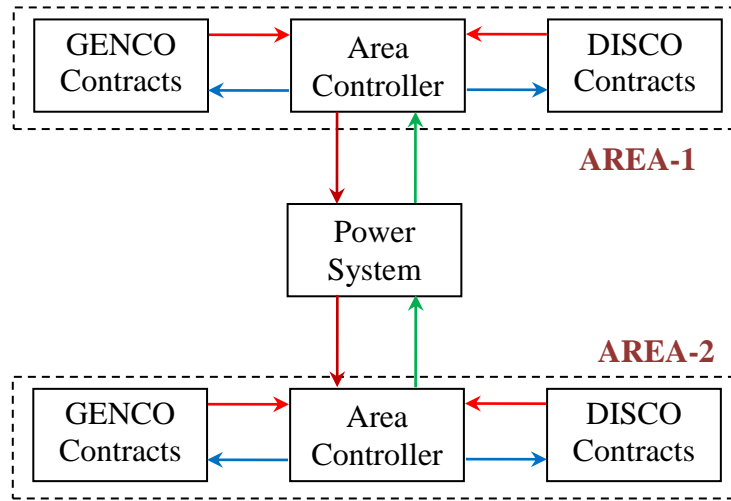 GENCO
Contracts
Area
Controller
DISCO
Contracts
AREA-1
Power
System
AREA-2
GENCO
Contracts
Area
Controller
DISCO
Contracts